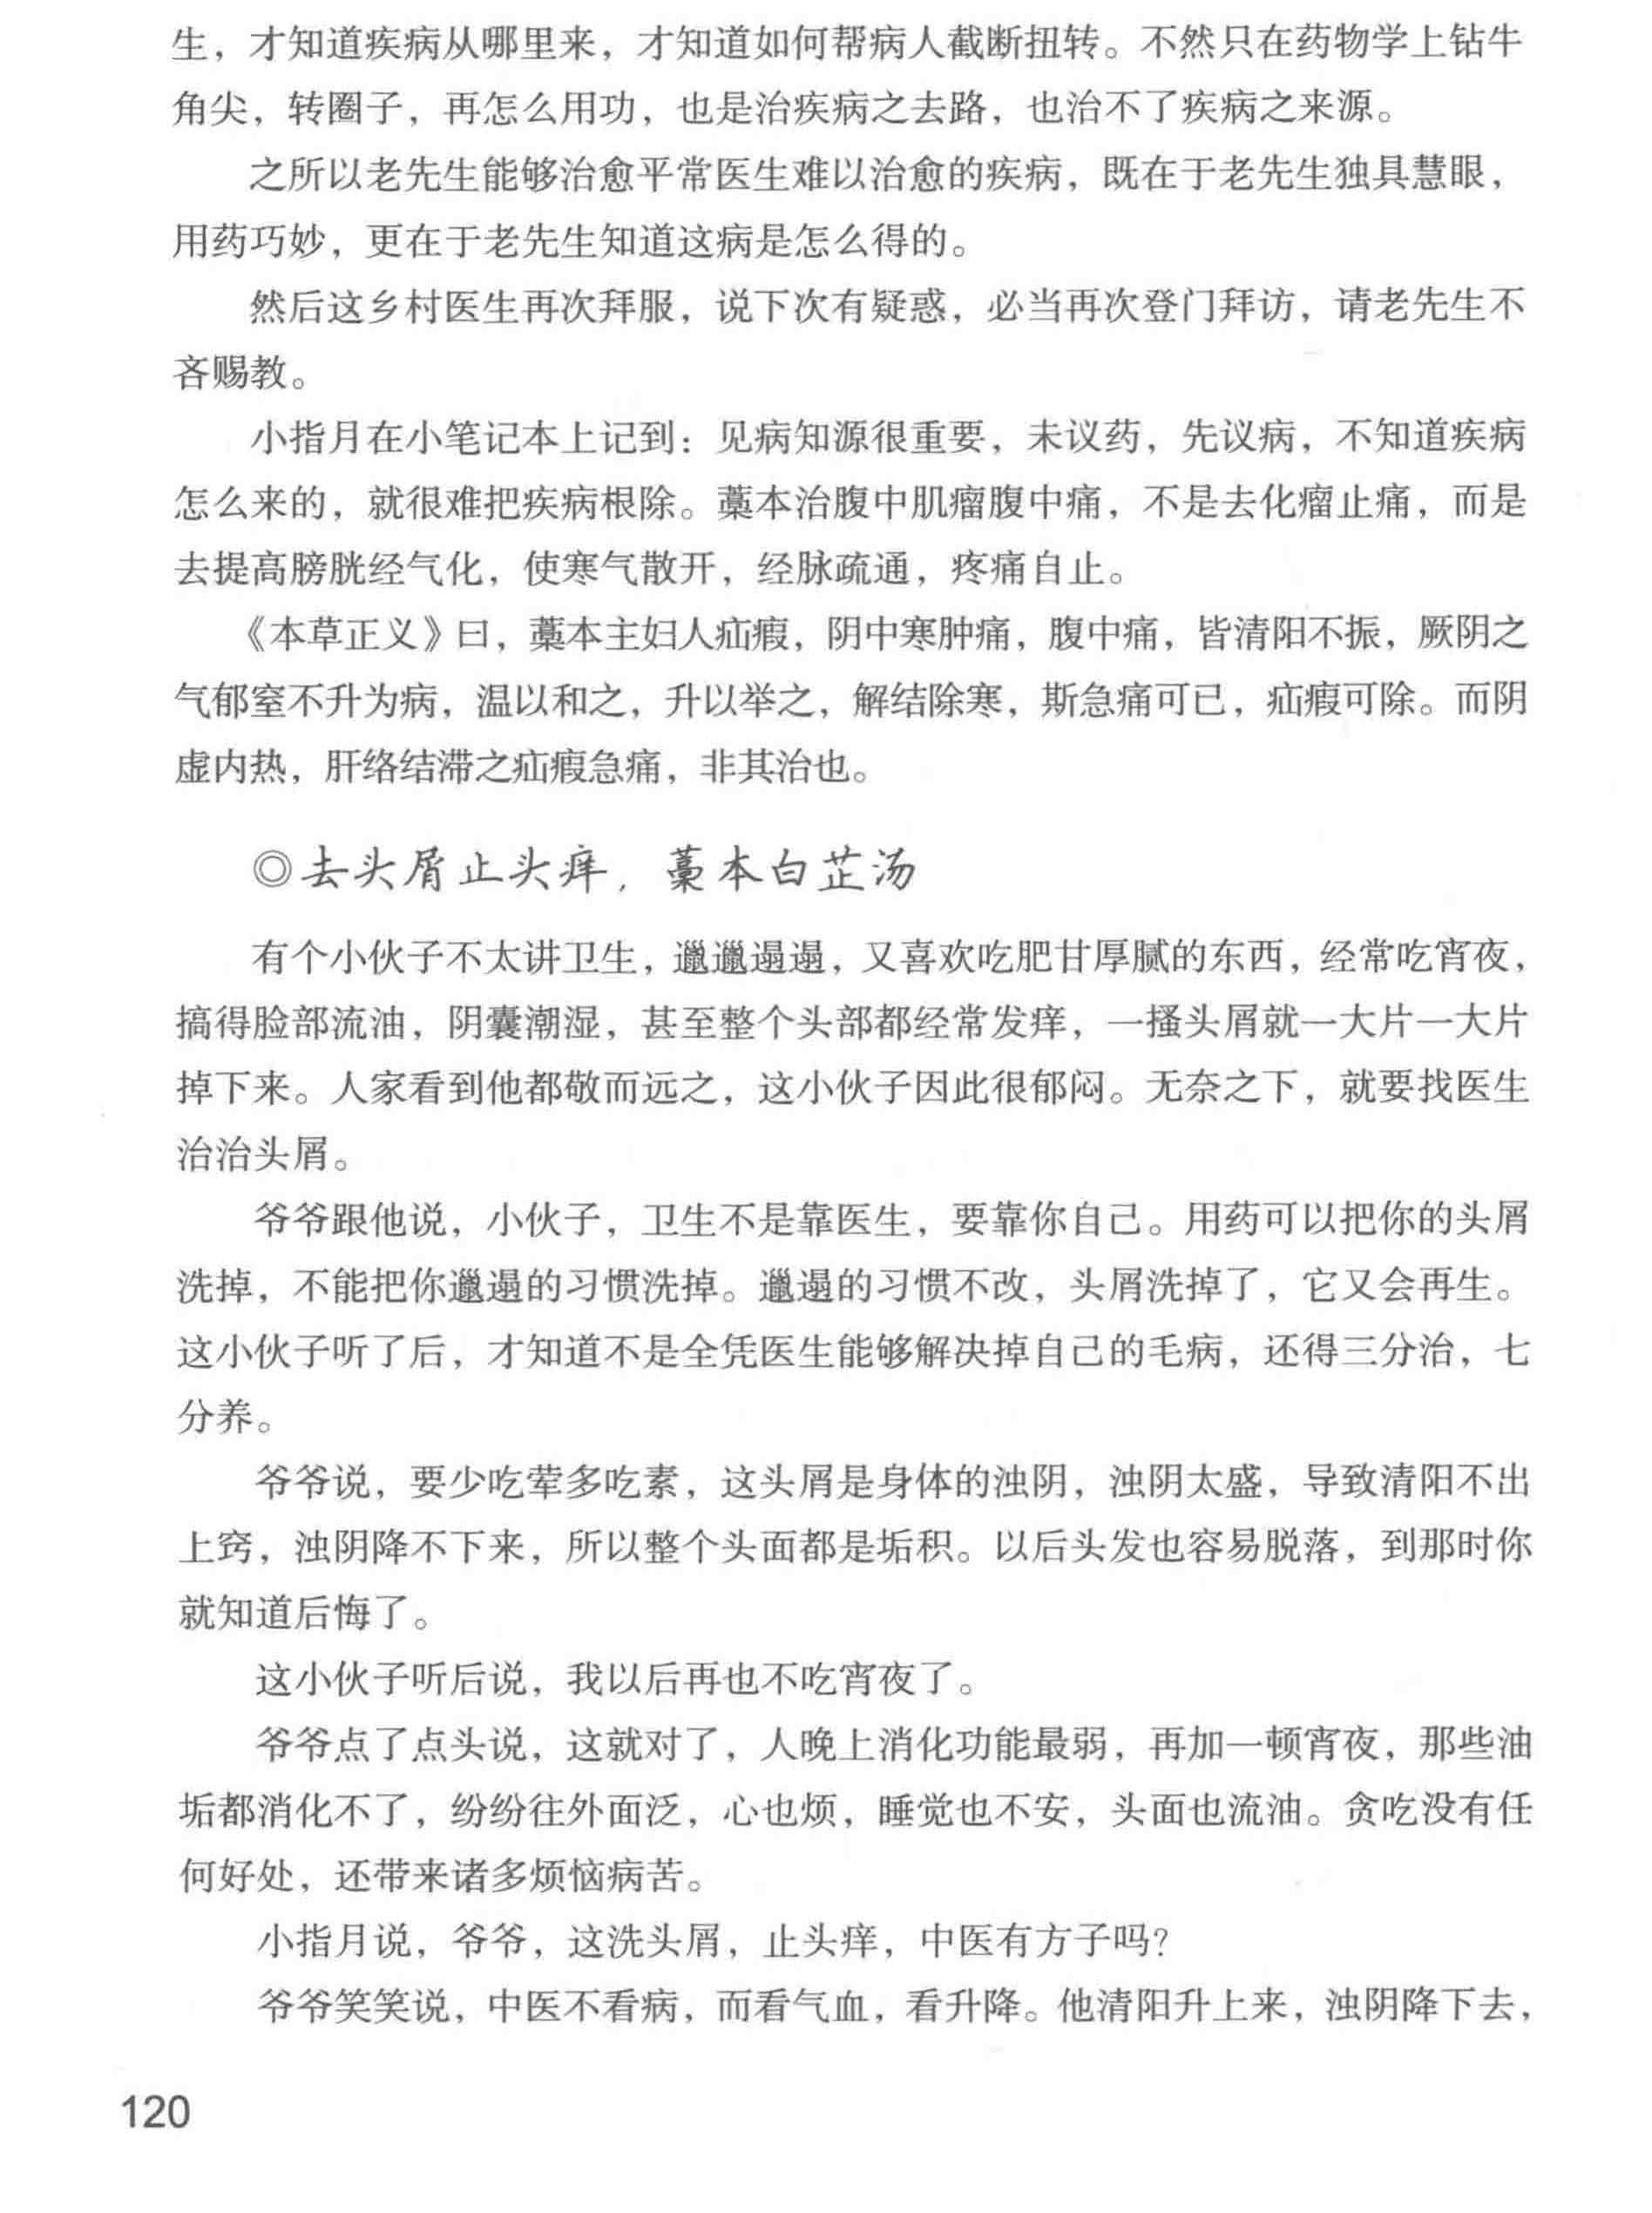 生，才知道疾病从哪里来，才知道如何帮病人截断扭转。不然只在药物学上钻牛
角尖，转圈子，再怎么用功，也是治疾病之去路，也治不了疾病之来源。
之所以老先生能够治愈平常医生难以治愈的疾病，既在于老先生独具慧眼，
用药巧妙，更在于老先生知道这病是怎么得的。
然后这乡村医生再次拜服，说下次有疑惑，必当再次登门拜访，请老先生不
吝赐教。
小指月在小笔记本上记到：见病知源很重要，未议药，先议病，不知道疾病
怎么来的，就很难把疾病根除。藁本治腹中肌瘤腹中痛，不是去化瘤止痛，而是
去提高膀胱经气化，使寒气散开，经脉疏通，疼痛自止。
《本草正义》曰，藁本主妇人疝瘕，阴中寒肿痛，腹中痛，皆清阳不振，厥阴之
气郁窒不升为病，温以和之，升以举之，解结除寒，斯急痛可已，疝瘕可除。而阴
虚内热，肝络结滞之疝瘕急痛，非其治也。
◎去头屑止头痒，藁本白芷汤
有个小伙子不太讲卫生，邋邋遢遢，又喜欢吃肥甘厚腻的东西，经常吃宵夜，
搞得脸部流油，阴囊潮湿，甚至整个头部都经常发痒，一搔头屑就一大片一大片
掉下来。人家看到他都敬而远之，这小伙子因此很郁闷。无奈之下，就要找医生
治治头屑。
爷爷跟他说，小伙子，卫生不是靠医生，要靠你自己。用药可以把你的头屑
洗掉，不能把你邋遢的习惯洗掉。邋遢的习惯不改，头屑洗掉了，它又会再生。
这小伙子听了后，才知道不是全凭医生能够解决掉自己的毛病，还得三分治，七
分养。
爷爷说，要少吃荤多吃素，这头屑是身体的浊阴，浊阴太盛，导致清阳不出
上窍，浊阴降不下来，所以整个头面都是垢积。以后头发也容易脱落，到那时你
就知道后悔了。
这小伙子听后说，我以后再也不吃宵夜了。
爷爷点了点头说，这就对了，人晚上消化功能最弱，再加一顿宵夜，那些油
垢都消化不了，纷纷往外面泛，心也烦，睡觉也不安，头面也流油。贪吃没有任
何好处，还带来诸多烦恼病苦。
小指月说，爷爷，这洗头屑，止头痒，中医有方子吗？
爷爷笑笑说，中医不看病，而看气血，看升降。他清阳升上来，浊阴降下去，
120